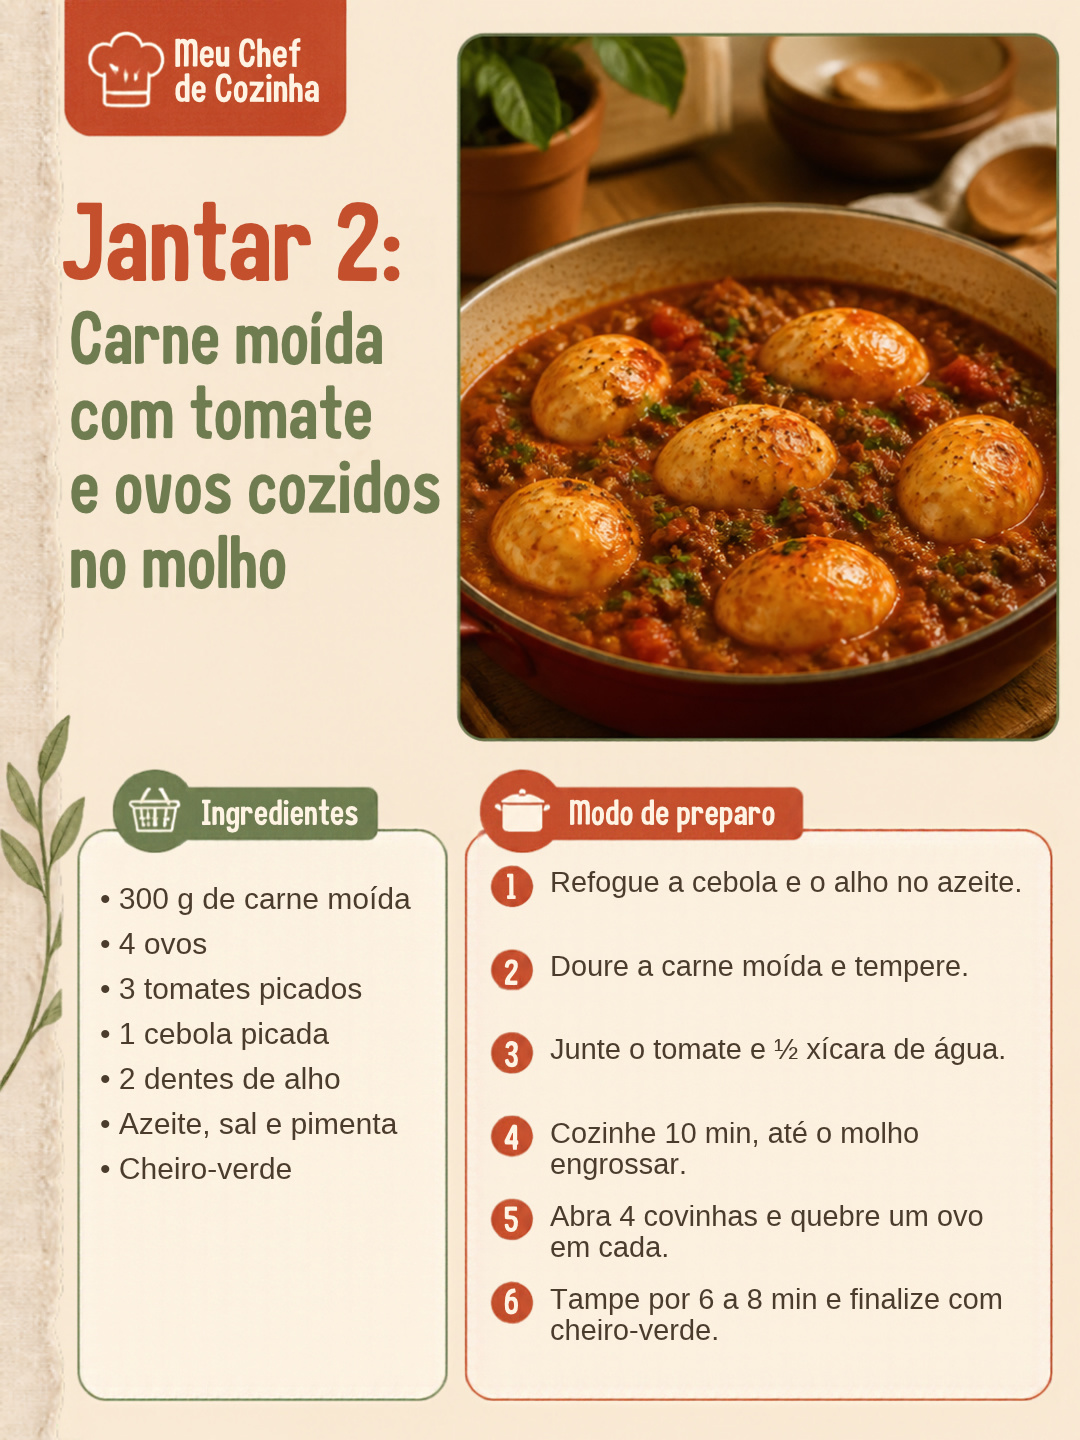 Meu Chef
de Cozinha
Jantar 2:
Carne moída
com tomate
e ovos cozidos
no molho
Ingredientes
• 300 g de carne moída
• 4 ovos
• 3 tomates picados
• 1 cebola picada
• 2 dentes de alho
• Azeite, sal e pimenta
• Cheiro-verde
Modo de preparo
1 Refogue a cebola e o alho no azeite.
2 Doure a carne moída e tempere.
3 Junte o tomate e ½ xícara de água.
4 Cozinhe 10 min, até o molho
engrossar.
5 Abra 4 covinhas e quebre um ovo
em cada.
6 Tampe por 6 a 8 min e finalize com
cheiro-verde.